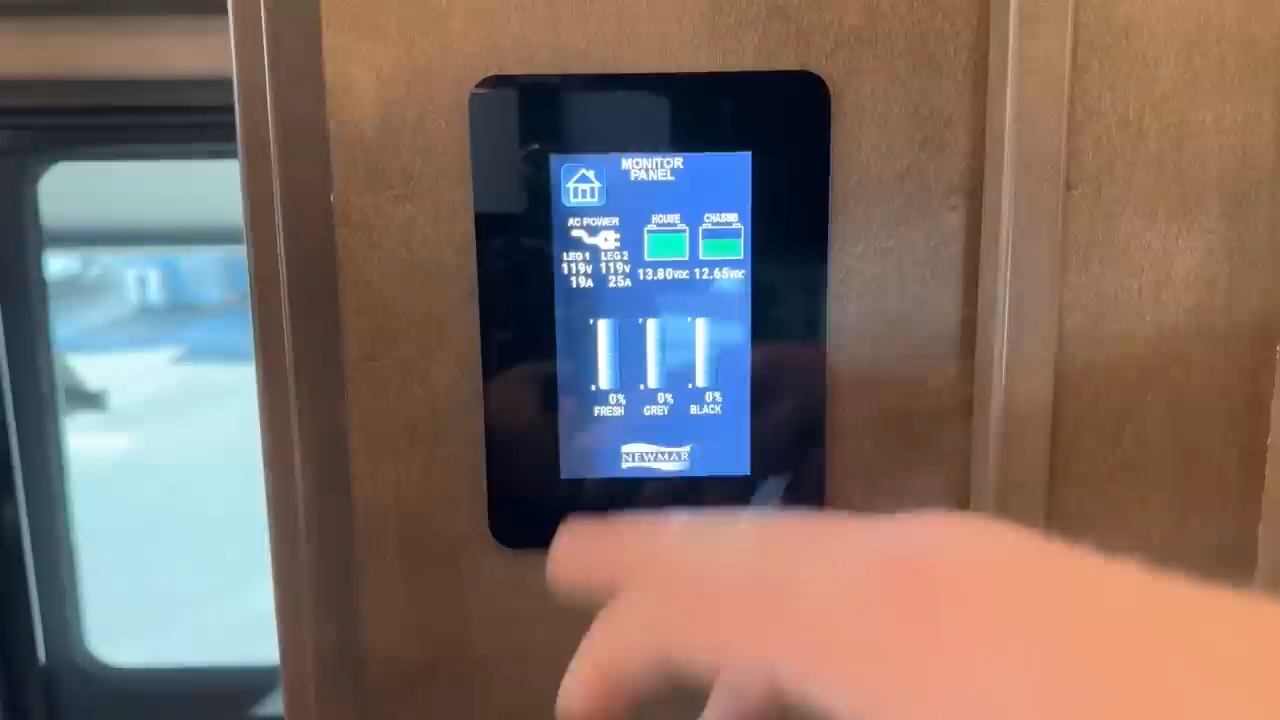 MONITOR
PANEL
AC POWER
HOUSE
CHASSIS
LEG 1 LEG 2
119V 119V
19A 25A
13.80VDC
12.65VDC
0% 0% 0%
FRESH GREY BLACK
NEWMAR